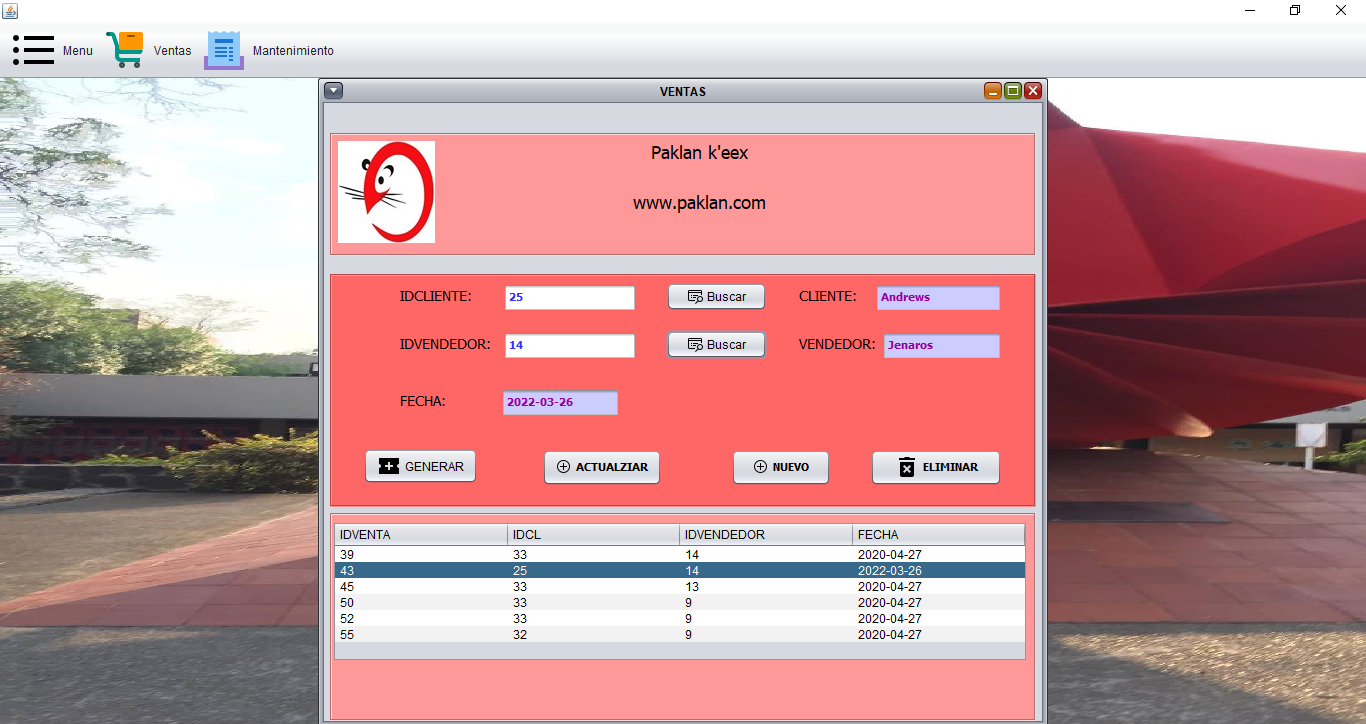 Menu Ventas Mantenimiento
VENTAS
Paklan k'eex
www.paklan.com
IDCLIENTE: 25 Buscar CLIENTE: Andrews
IDVENDEDOR: 14 Buscar VENDEDOR: Jenaros
FECHA: 2022-03-26
GENERAR ACTUALZIAR NUEVO ELIMINAR
IDVENTA IDCL IDVENDEDOR FECHA
39 33 14 2020-04-27
43 25 14 2022-03-26
45 33 13 2020-04-27
50 33 9 2020-04-27
52 33 9 2020-04-27
55 32 9 2020-04-27